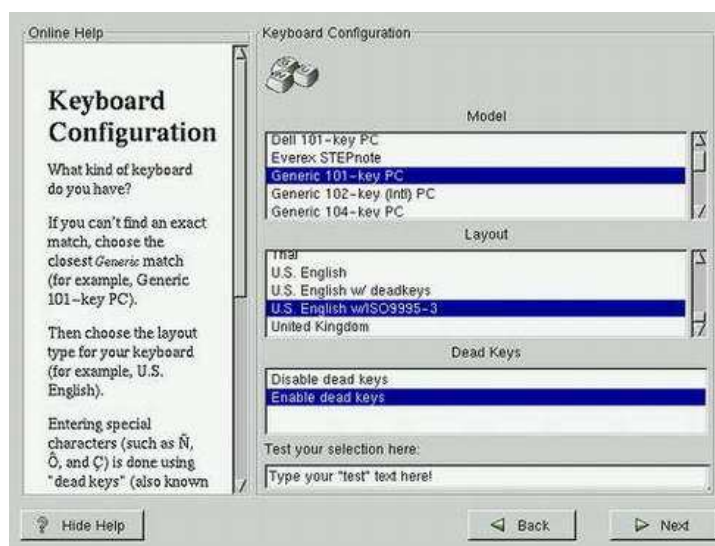 Online Help
Keyboard
Configuration
What kind of keyboard
do you have?
If you can't find an exact
match, choose the
closest Generic match
(for example, Generic
101-key PC).
Then choose the layout
type for your keyboard
(for example, U.S.
English).
Entering special
characters (such as Ñ,
Ô, and Ç) is done using
"dead keys" (also known
Keyboard Configuration
Model
Dell 101-key PC
Everex STEPnote
Generic 101-key PC
Generic 102-key (Intl) PC
Generic 104-key PC
Layout
Thai
U.S. English
U.S. English w/ deadkeys
U.S. English w/ISO9995-3
United Kingdom
Dead Keys
Disable dead keys
Enable dead keys
Test your selection here:
Type your "test" text here!
Hide Help
Back
Next